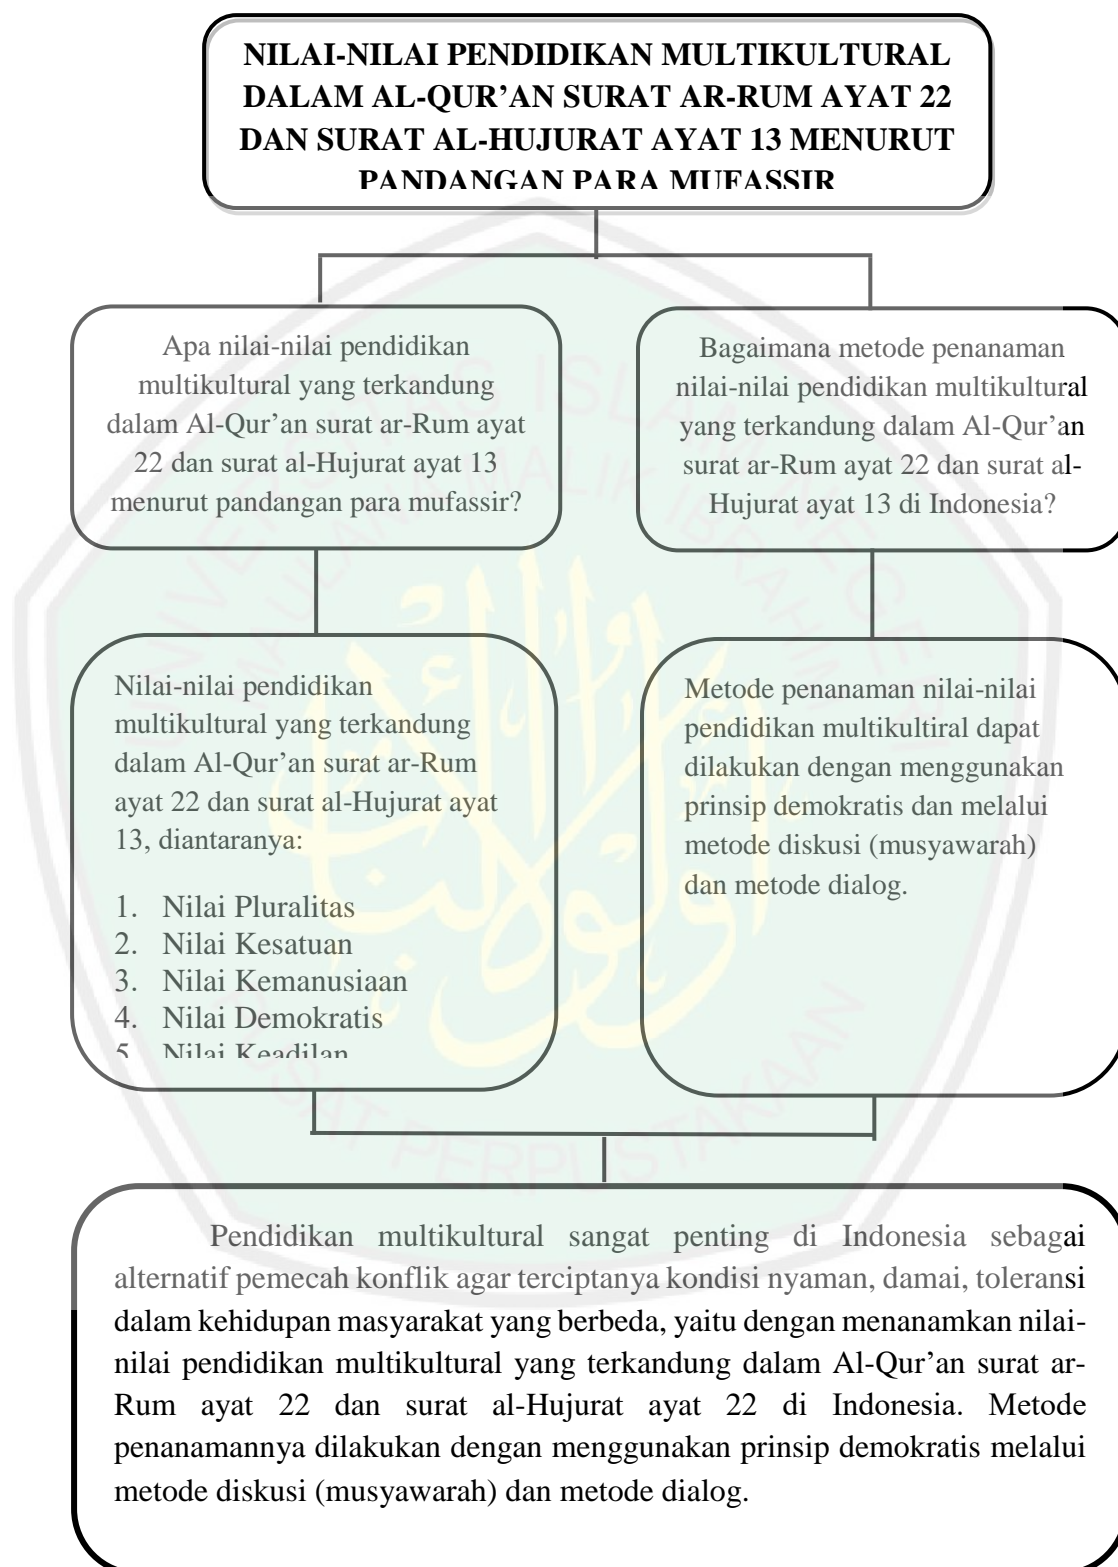 NILAI-NILAI PENDIDIKAN MULTIKULTURAL
DALAM AL-QUR’AN SURAT AR-RUM AYAT 22
DAN SURAT AL-HUJURAT AYAT 13 MENURUT
PANDANGAN PARA MUFASSIR
Apa nilai-nilai pendidikan
multikultural yang terkandung
dalam Al-Qur’an surat ar-Rum ayat
22 dan surat al-Hujurat ayat 13
menurut pandangan para mufassir?
Bagaimana metode penanaman
nilai-nilai pendidikan multikultural
yang terkandung dalam Al-Qur’an
surat ar-Rum ayat 22 dan surat al-
Hujurat ayat 13 di Indonesia?
Nilai-nilai pendidikan
multikultural yang terkandung
dalam Al-Qur’an surat ar-Rum
ayat 22 dan surat al-Hujurat ayat
13, diantaranya:
1. Nilai Pluralitas
2. Nilai Kesatuan
3. Nilai Kemanusiaan
4. Nilai Demokratis
5. Nilai Keadilan
Metode penanaman nilai-nilai
pendidikan multikultiral dapat
dilakukan dengan menggunakan
prinsip demokratis dan melalui
metode diskusi (musyawarah)
dan metode dialog.
Pendidikan multikultural sangat penting di Indonesia sebagai
alternatif pemecah konflik agar terciptanya kondisi nyaman, damai, toleransi
dalam kehidupan masyarakat yang berbeda, yaitu dengan menanamkan nilai-
nilai pendidikan multikultural yang terkandung dalam Al-Qur’an surat ar-
Rum ayat 22 dan surat al-Hujurat ayat 22 di Indonesia. Metode
penanamannya dilakukan dengan menggunakan prinsip demokratis melalui
metode diskusi (musyawarah) dan metode dialog.
UNIVERSITAS ISLAM NEGERI
MAULANA MALIK IBRAHIM
PUSAT PERPUSTAKAAN